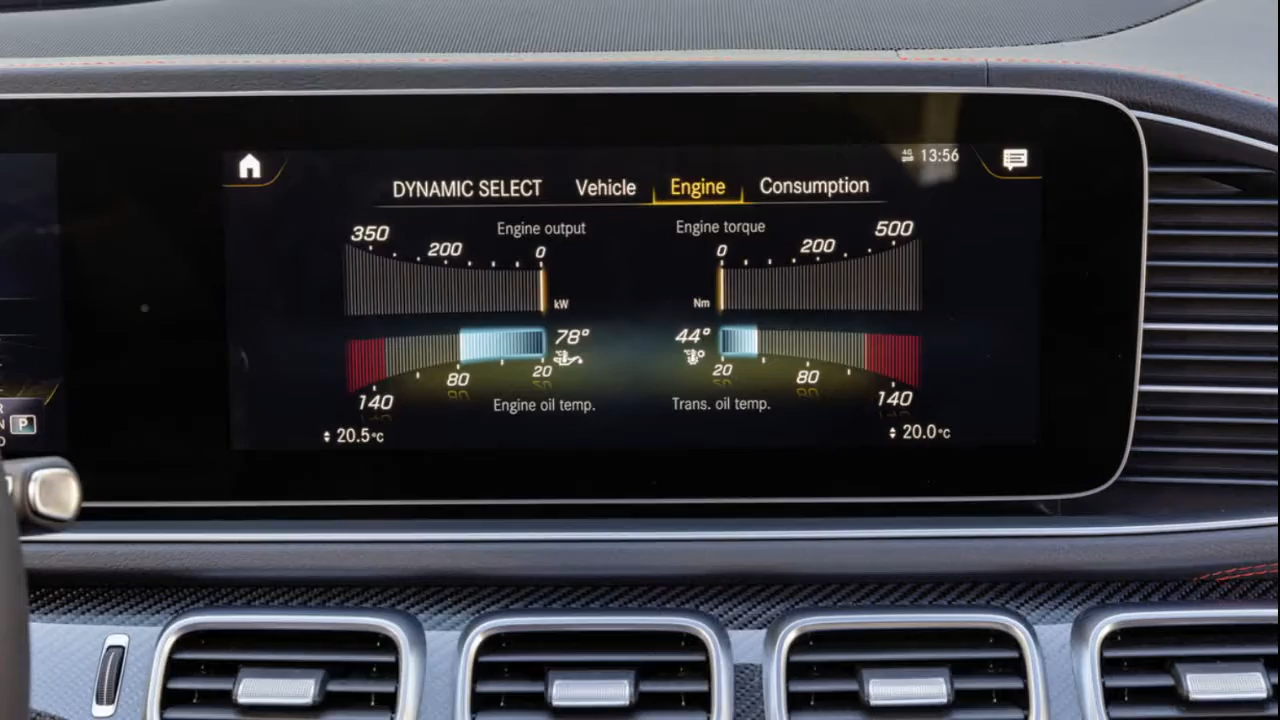 4G 13:56
DYNAMIC SELECT Vehicle Engine Consumption
Engine output Engine torque
350 200 0 0 200 500
kW Nm
78° 44°
140 80 20 20 80 140
Engine oil temp. Trans. oil temp.
20.5°C 20.0°C
R
N P
D